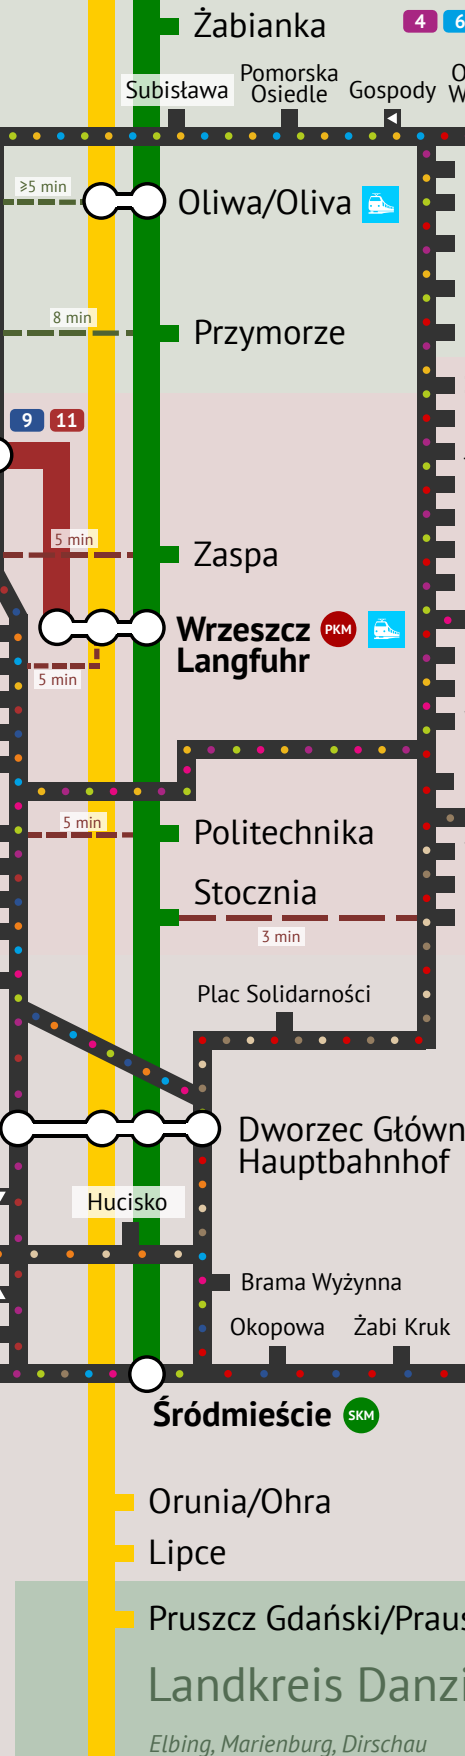 Żabianka
4 6
Subisława
Pomorska
Osiedle
Gospody
≥5 min
Oliwa/Oliva
8 min
Przymorze
9 11
5 min
Zaspa
Wrzeszcz PKM
Langfuhr
5 min
5 min
Politechnika
Stocznia
3 min
Plac Solidarności
Dworzec Główn
Hauptbahnhof
Hucisko
Brama Wyżynna
Okopowa
Żabi Kruk
Śródmieście SKM
Orunia/Ohra
Lipce
Pruszcz Gdański/Praus
Landkreis Danzi
Elbing, Marienburg, Dirschau